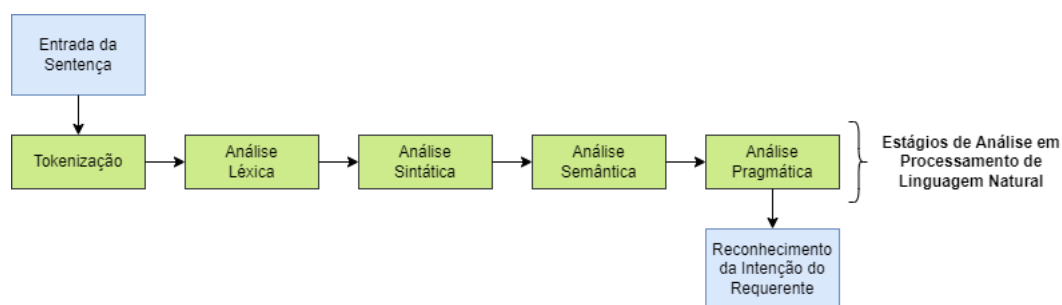 Entrada da
Sentença
Tokenização
Análise
Léxica
Análise
Sintática
Análise
Semântica
Análise
Pragmática
Estágios de Análise em
Processamento de
Linguagem Natural
Reconhecimento
da Intenção do
Requerente